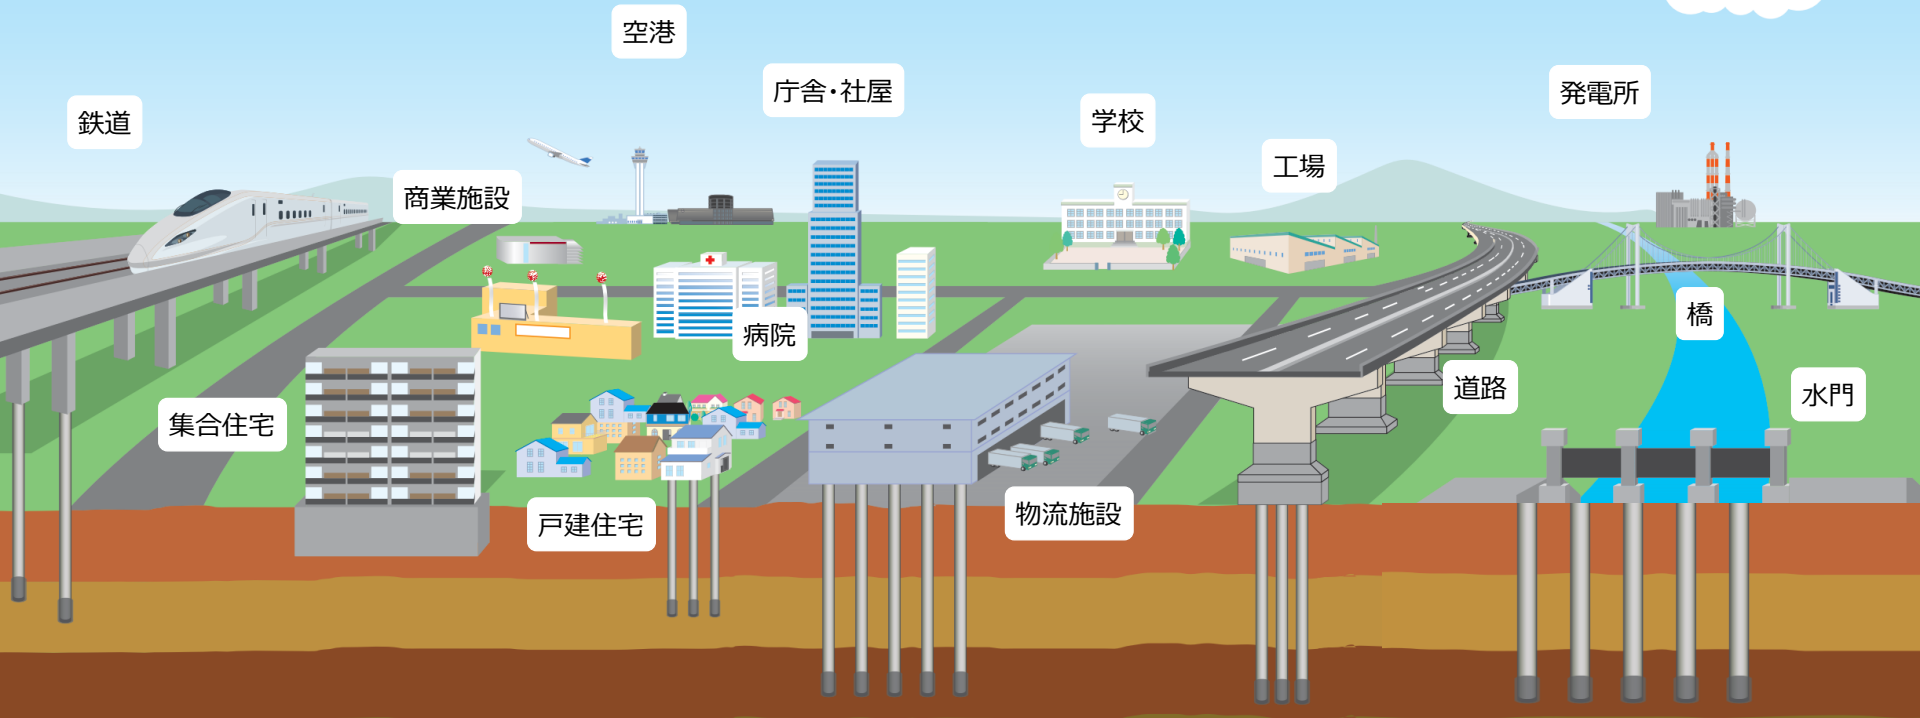 空港
庁舎・社屋
発電所
鉄道
学校
工場
商業施設
病院
橋
道路
水門
集合住宅
戸建住宅
物流施設